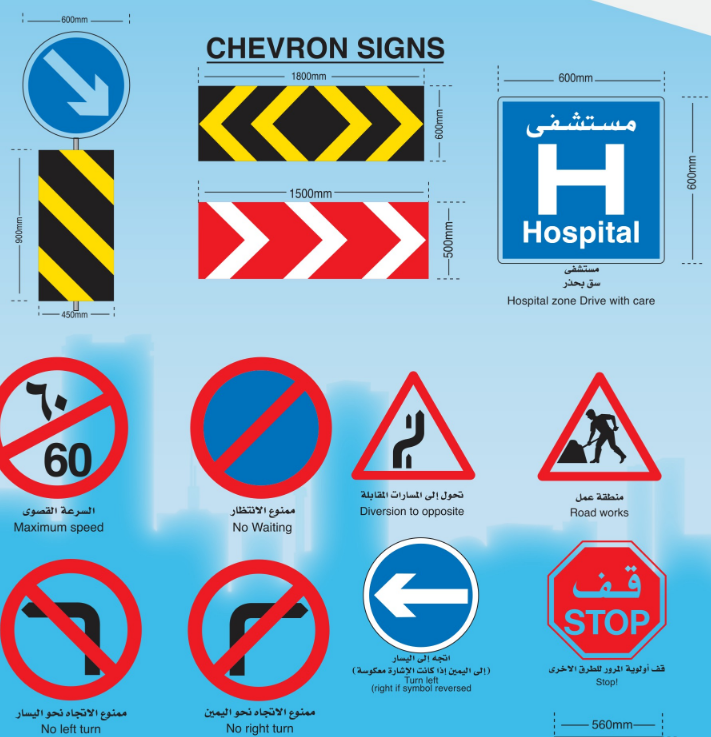 600mm
CHEVRON SIGNS
1800mm
600mm
600mm
مستشفى
H
Hospital
600mm
900mm
1500mm
500mm
450mm
مستشفى
سق بحذر
Hospital zone Drive with care
٦٠
60
السرعة القصوى
Maximum speed
ممنوع الانتظار
No Waiting
تحول إلى المسارات المقابلة
Diversion to opposite
منطقة عمل
Road works
قف
STOP
ممنوع الاتجاه نحو اليسار
No left turn
ممنوع الاتجاه نحو اليمين
No right turn
اتجه إلى اليسار
(إلى اليمين إذا كانت الإشارة معكوسة)
Turn left
(right if symbol reversed
قف أولوية المرور للطرق الاخرى
Stop!
560mm